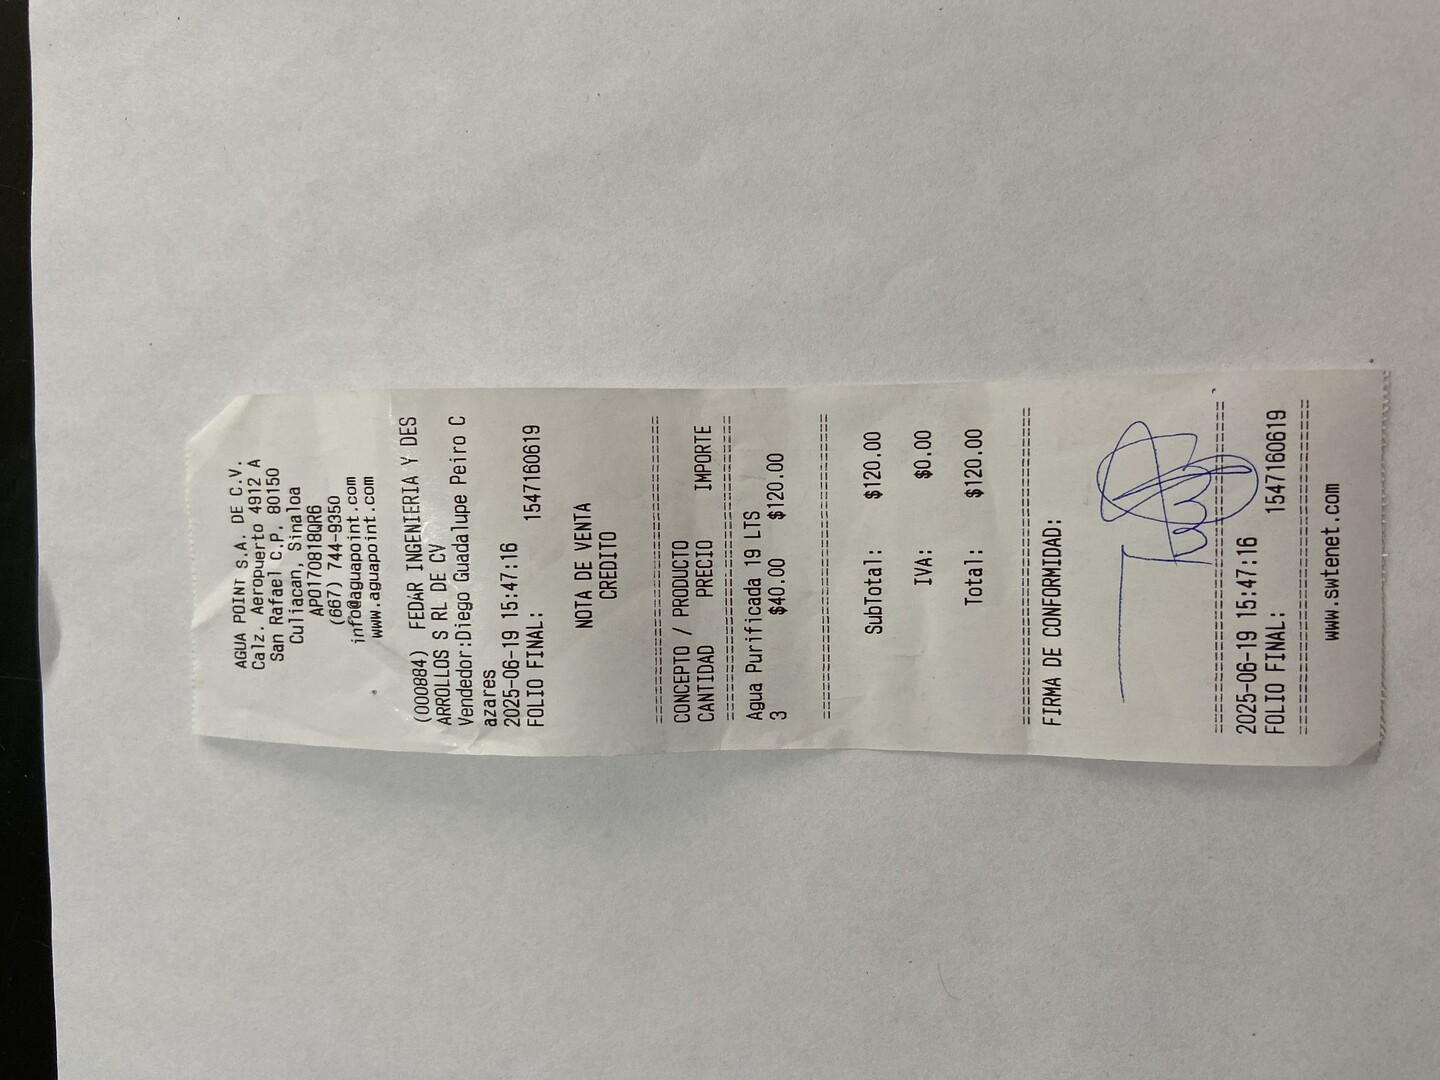 AGUA POINT S.A. DE C.V.
Calz. Aeropuerto 4912 A
San Rafael C.P. 80150
Culiacan, Sinaloa
APO170818QR6
(667) 744-9350
info@aguapoint.com
www.aguapoint.com
(000884) FEDAR INGENIERIA Y DES
ARROLLOS S RL DE CV
Vendedor:Diego Guadalupe Peiro C
azares
2025-06-19 15:47:16
FOLIO FINAL: 1547160619
NOTA DE VENTA
CREDITO
==============================
CONCEPTO / PRODUCTO
CANTIDAD PRECIO IMPORTE
==============================
Agua Purificada 19 LTS
3 $40.00 $120.00
==============================
SubTotal: $120.00
IVA: $0.00
Total: $120.00
==============================
FIRMA DE CONFORMIDAD:
==============================
2025-06-19 15:47:16
FOLIO FINAL: 1547160619
==============================
www.swtenet.com